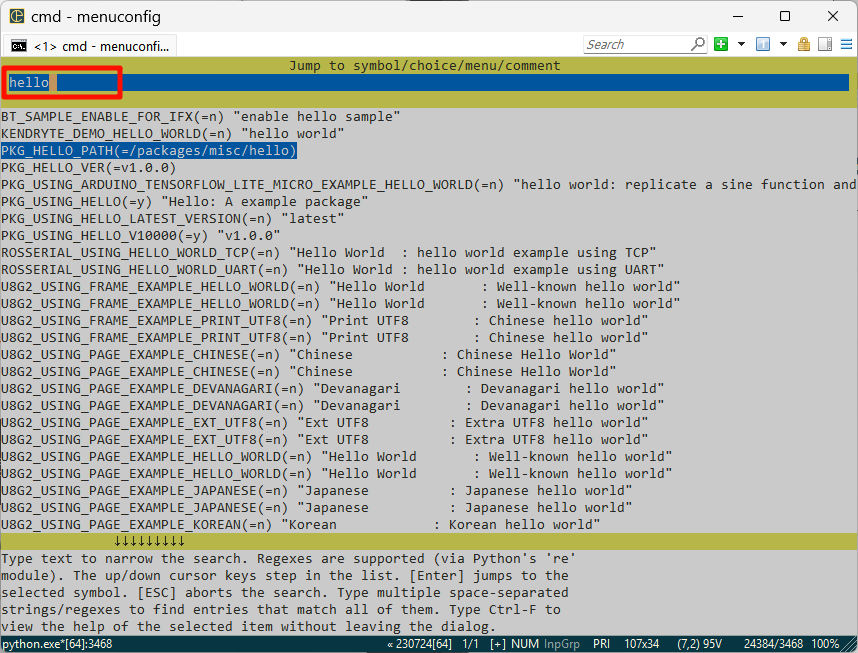 cmd - menuconfig
<1> cmd - menuconfi...
Search
Jump to symbol/choice/menu/comment
hello
BT_SAMPLE_ENABLE_FOR_IFX(=n) "enable hello sample"
KENDRYTE_DEMO_HELLO_WORLD(=n) "hello world"
PKG_HELLO_PATH(=/packages/misc/hello)
PKG_HELLO_VER(=v1.0.0)
PKG_USING_ARDUINO_TENSORFLOW_LITE_MICRO_EXAMPLE_HELLO_WORLD(=n) "hello world: replicate a sine function and
PKG_USING_HELLO(=y) "Hello: A example package"
PKG_USING_HELLO_LATEST_VERSION(=n) "latest"
PKG_USING_HELLO_V10000(=y) "v1.0.0"
ROSSERIAL_USING_HELLO_WORLD_TCP(=n) "Hello World  : hello world example using TCP"
ROSSERIAL_USING_HELLO_WORLD_UART(=n) "Hello World : hello world example using UART"
U8G2_USING_FRAME_EXAMPLE_HELLO_WORLD(=n) "Hello World       : Well-known hello world"
U8G2_USING_FRAME_EXAMPLE_HELLO_WORLD(=n) "Hello World       : Well-known hello world"
U8G2_USING_FRAME_EXAMPLE_PRINT_UTF8(=n) "Print UTF8        : Chinese hello world"
U8G2_USING_FRAME_EXAMPLE_PRINT_UTF8(=n) "Print UTF8        : Chinese hello world"
U8G2_USING_PAGE_EXAMPLE_CHINESE(=n) "Chinese           : Chinese Hello World"
U8G2_USING_PAGE_EXAMPLE_CHINESE(=n) "Chinese           : Chinese Hello World"
U8G2_USING_PAGE_EXAMPLE_DEVANAGARI(=n) "Devanagari        : Devanagari hello world"
U8G2_USING_PAGE_EXAMPLE_DEVANAGARI(=n) "Devanagari        : Devanagari hello world"
U8G2_USING_PAGE_EXAMPLE_EXT_UTF8(=n) "Ext UTF8          : Extra UTF8 hello world"
U8G2_USING_PAGE_EXAMPLE_EXT_UTF8(=n) "Ext UTF8          : Extra UTF8 hello world"
U8G2_USING_PAGE_EXAMPLE_HELLO_WORLD(=n) "Hello World       : Well-known hello world"
U8G2_USING_PAGE_EXAMPLE_HELLO_WORLD(=n) "Hello World       : Well-known hello world"
U8G2_USING_PAGE_EXAMPLE_JAPANESE(=n) "Japanese          : Japanese hello world"
U8G2_USING_PAGE_EXAMPLE_JAPANESE(=n) "Japanese          : Japanese hello world"
U8G2_USING_PAGE_EXAMPLE_KOREAN(=n) "Korean            : Korean hello world"
↓↓↓↓↓↓↓↓↓
Type text to narrow the search. Regexes are supported (via Python's 're'
module). The up/down cursor keys step in the list. [Enter] jumps to the
selected symbol. [ESC] aborts the search. Type multiple space-separated
strings/regexes to find entries that match all of them. Type Ctrl-F to
view the help of the selected item without leaving the dialog.
python.exe*[64]:3468 « 230724[64] 1/1 [+] NUM InpGrp PRI 107x34 (7,2) 95V 24384/3468 100%